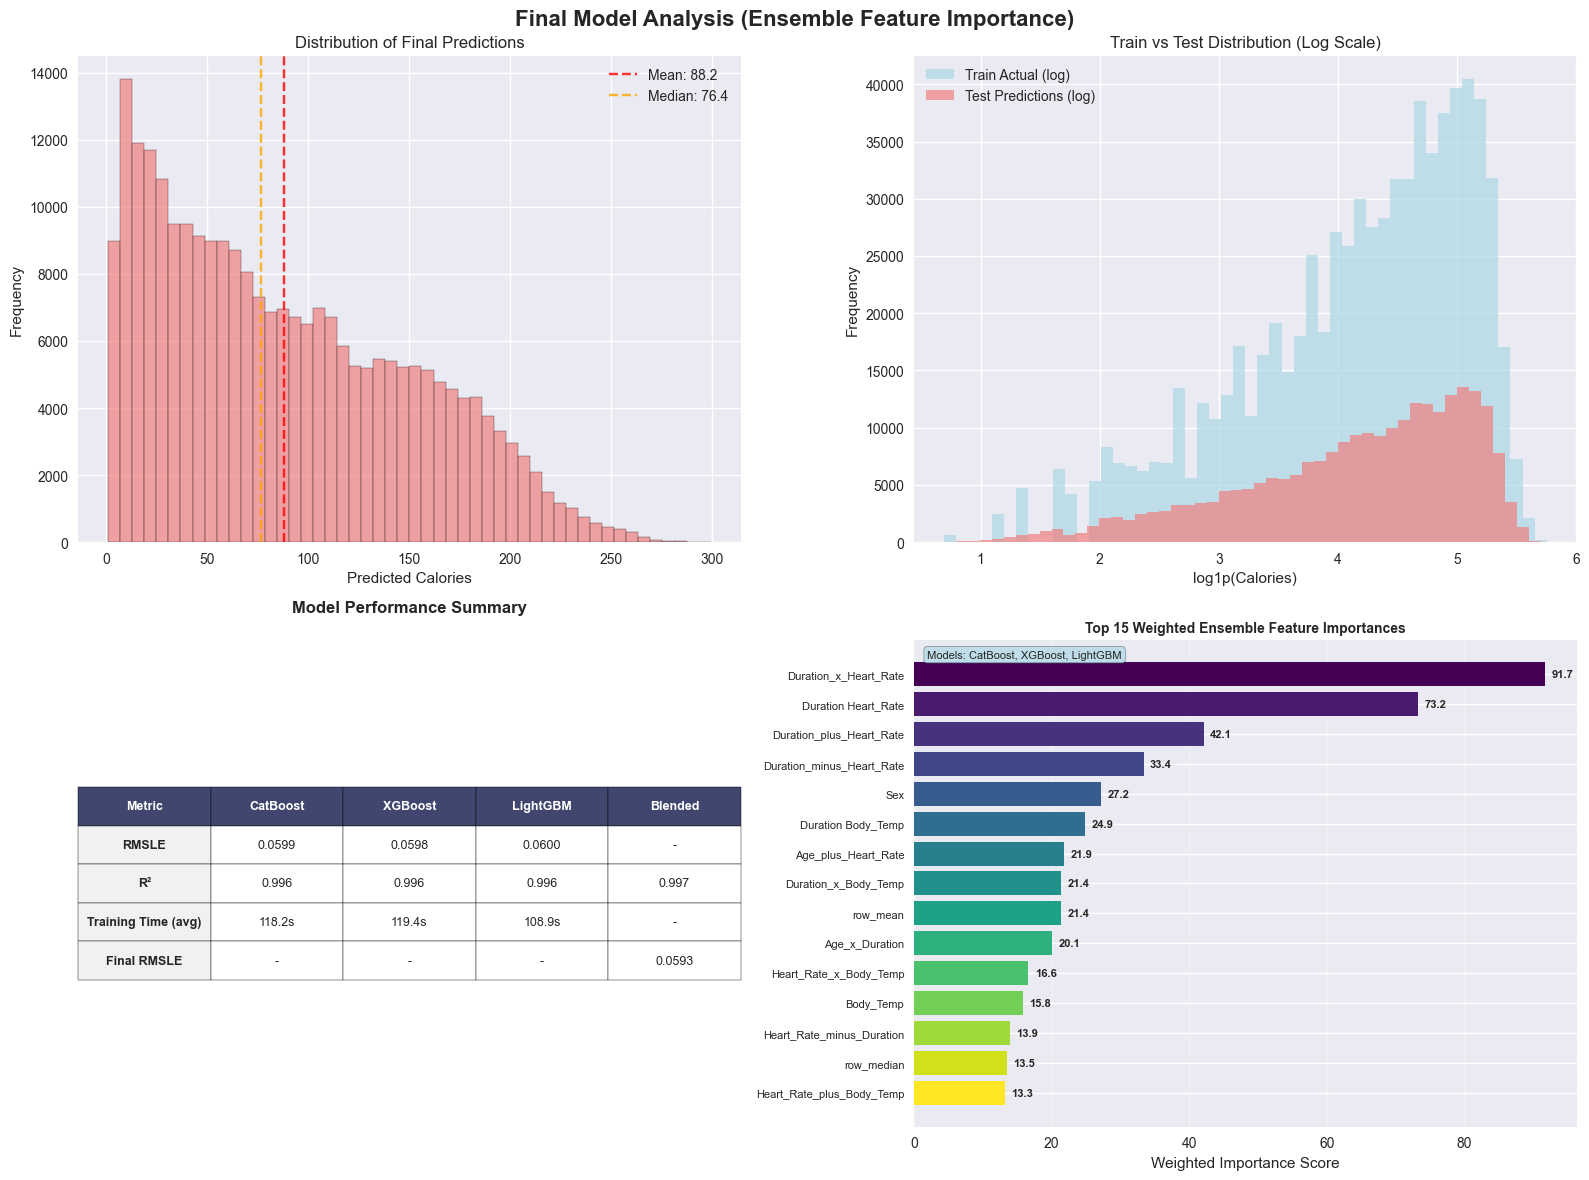 Final Model Analysis (Ensemble Feature Importance)
Distribution of Final Predictions
Mean: 88.2
Median: 76.4
14000
12000
10000
8000
6000
4000
2000
0
Frequency
0 50 100 150 200 250 300
Predicted Calories
Train vs Test Distribution (Log Scale)
Train Actual (log)
Test Predictions (log)
40000
35000
30000
25000
20000
15000
10000
5000
0
Frequency
1 2 3 4 5 6
log1p(Calories)
Model Performance Summary
Metric CatBoost XGBoost LightGBM Blended
RMSLE 0.0599 0.0598 0.0600 -
R² 0.996 0.996 0.996 0.997
Training Time (avg) 118.2s 119.4s 108.9s -
Final RMSLE - - - 0.0593
Top 15 Weighted Ensemble Feature Importances
Models: CatBoost, XGBoost, LightGBM
Duration_x_Heart_Rate 91.7
Duration Heart_Rate 73.2
Duration_plus_Heart_Rate 42.1
Duration_minus_Heart_Rate 33.4
Sex 27.2
Duration Body_Temp 24.9
Age_plus_Heart_Rate 21.9
Duration_x_Body_Temp 21.4
row_mean 21.4
Age_x_Duration 20.1
Heart_Rate_x_Body_Temp 16.6
Body_Temp 15.8
Heart_Rate_minus_Duration 13.9
row_median 13.5
Heart_Rate_plus_Body_Temp 13.3
0 20 40 60 80
Weighted Importance Score